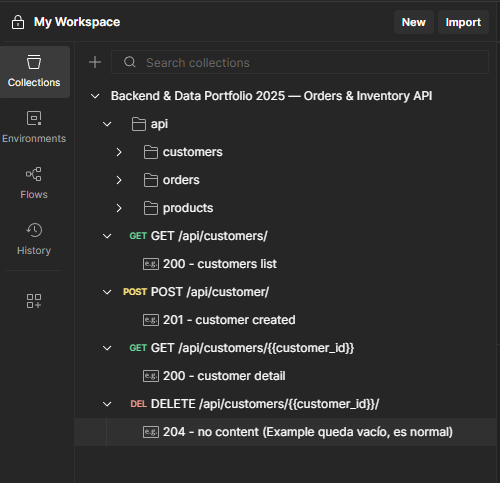 My Workspace
New
Import
Collections
Environments
Flows
History
Search collections
Backend & Data Portfolio 2025 — Orders & Inventory API
api
customers
orders
products
GET GET /api/customers/
e.g. 200 - customers list
POST POST /api/customer/
e.g. 201 - customer created
GET GET /api/customers/{{customer_id}}
e.g. 200 - customer detail
DEL DELETE /api/customers/{{customer_id}}/
e.g. 204 - no content (Example queda vacío, es normal)